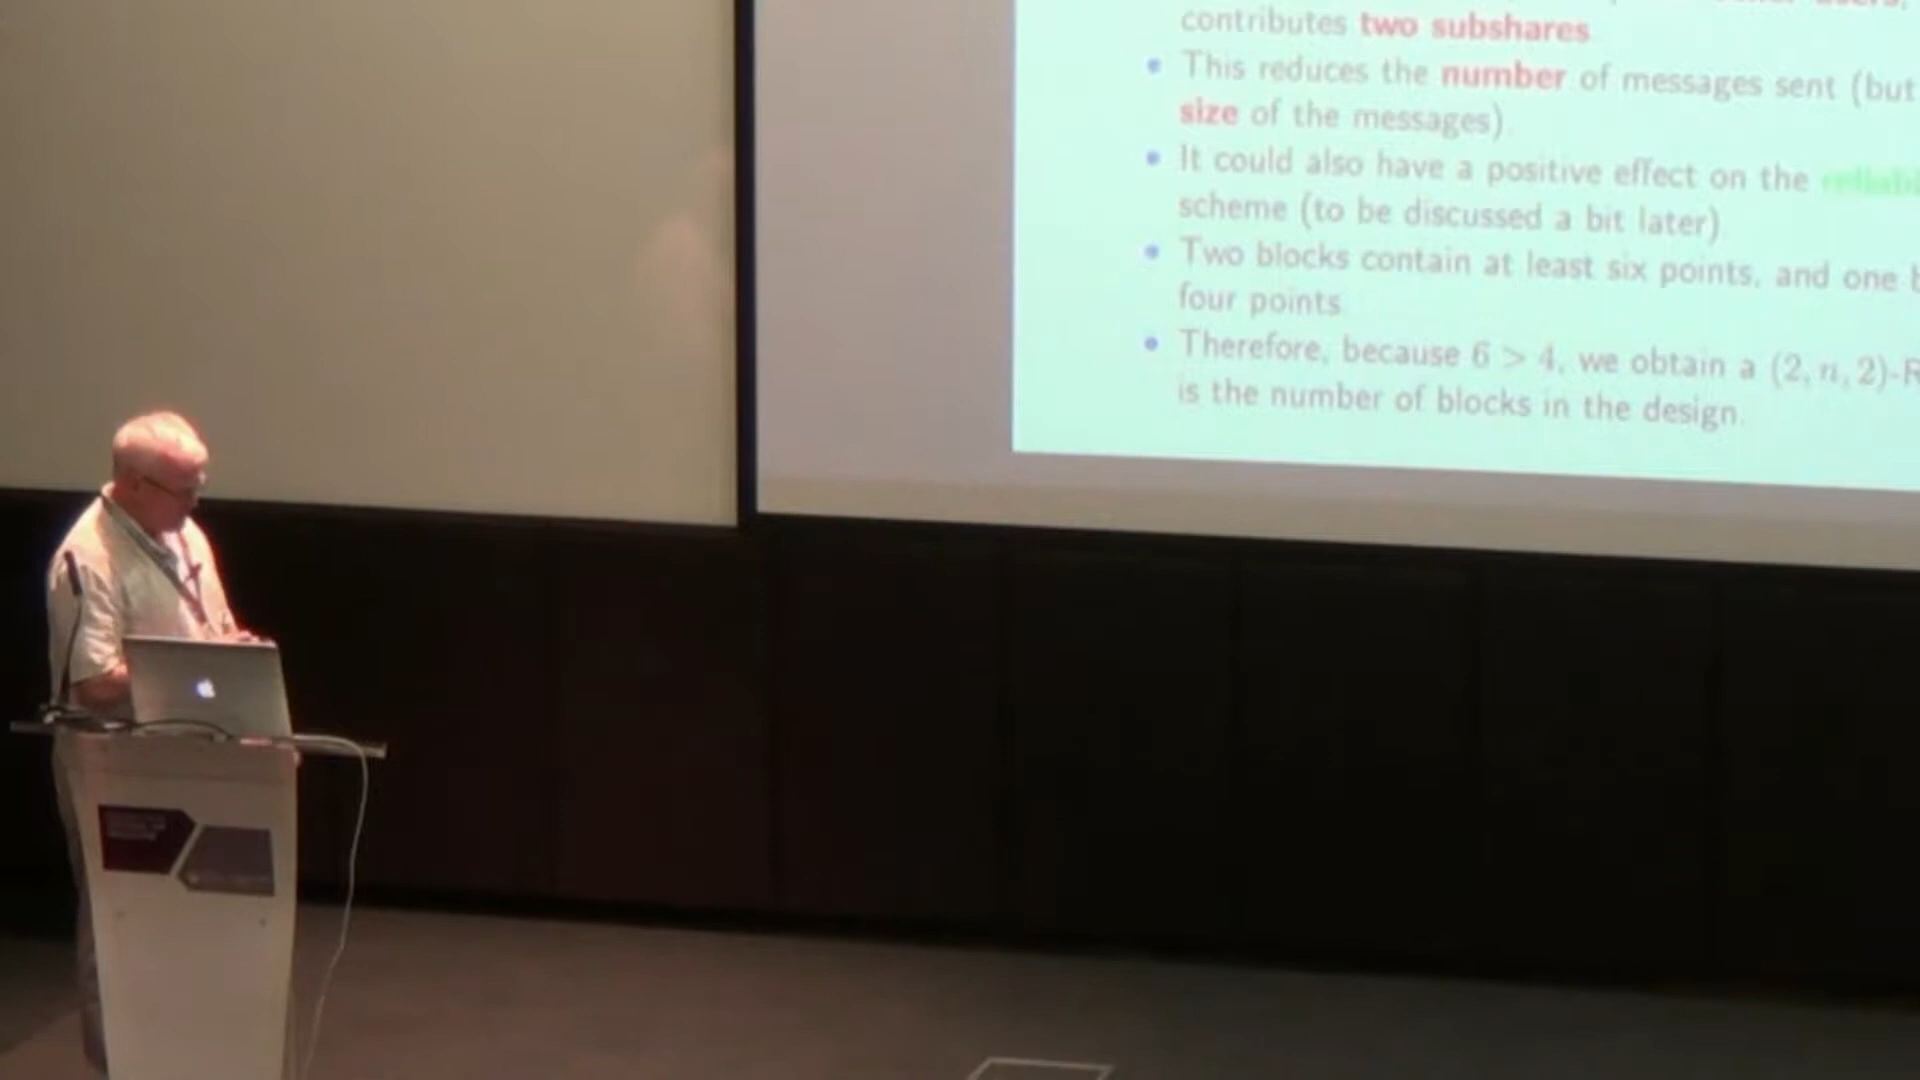 contributes two subshares
• This reduces the number of messages sent (but
size of the messages)
• It could also have a positive effect on the
scheme (to be discussed a bit later)
• Two blocks contain at least six points, and one
four points
• Therefore, because 6 > 4, we obtain a (2, n, 2)-R
is the number of blocks in the design.